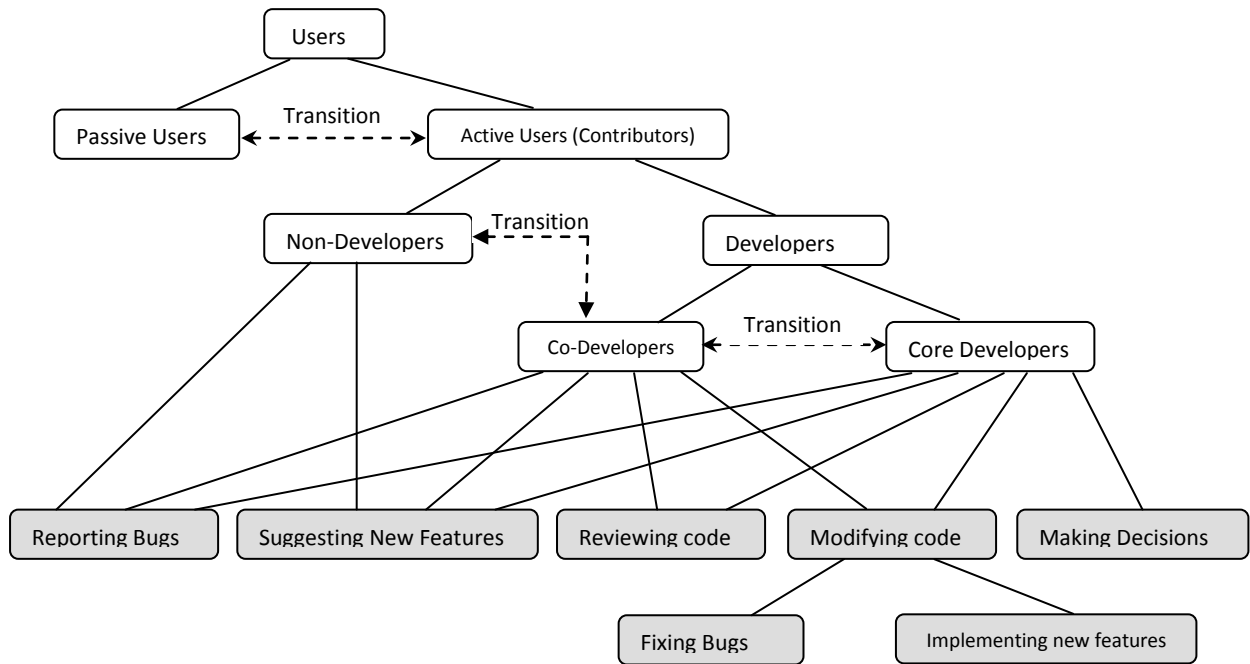 Users
Transition
Passive Users
Active Users (Contributors)
Transition
Non-Developers
Developers
Transition
Co-Developers
Core Developers
Reporting Bugs
Suggesting New Features
Reviewing code
Modifying code
Making Decisions
Fixing Bugs
Implementing new features